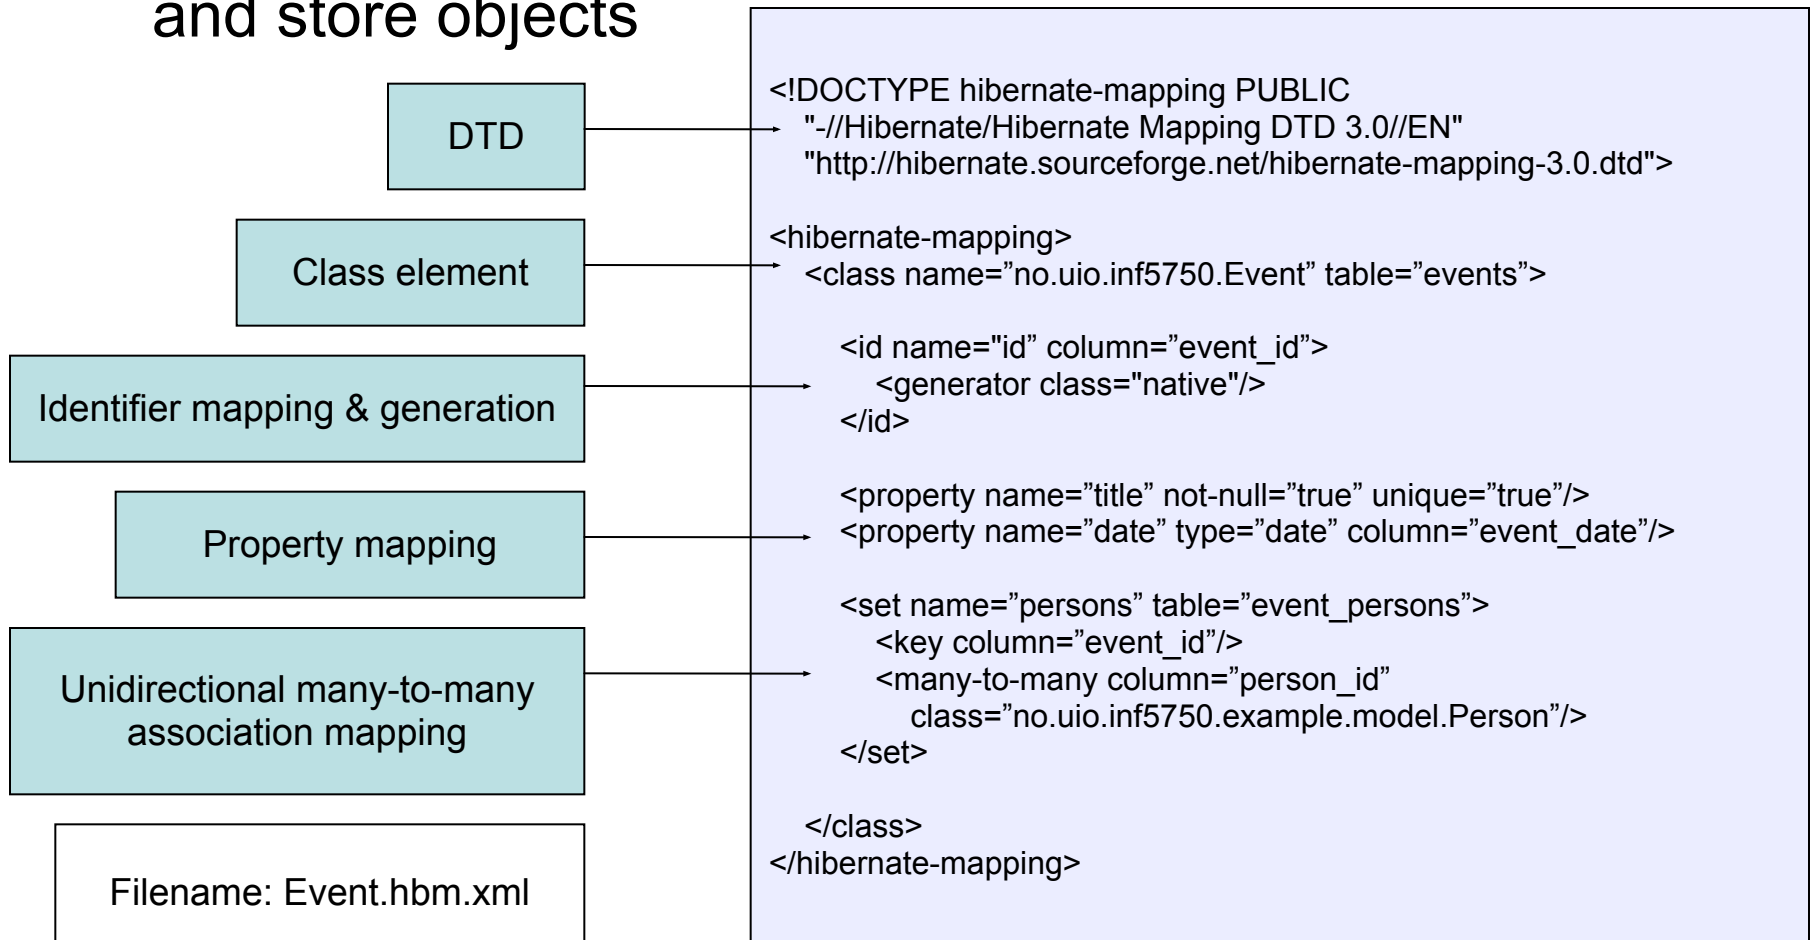 and store objects
DTD
Class element
Identifier mapping & generation
Property mapping
Unidirectional many-to-many
association mapping
Filename: Event.hbm.xml
<!DOCTYPE hibernate-mapping PUBLIC
"-//Hibernate/Hibernate Mapping DTD 3.0//EN"
"http://hibernate.sourceforge.net/hibernate-mapping-3.0.dtd">
<hibernate-mapping>
<class name=”no.uio.inf5750.Event” table=”events”>
<id name="id” column=”event_id”>
<generator class="native"/>
</id>
<property name=”title” not-null=”true” unique=”true”/>
<property name=”date” type=”date” column=”event_date”/>
<set name=”persons” table=”event_persons”>
<key column=”event_id”/>
<many-to-many column=”person_id”
class=”no.uio.inf5750.example.model.Person”/>
</set>
</class>
</hibernate-mapping>